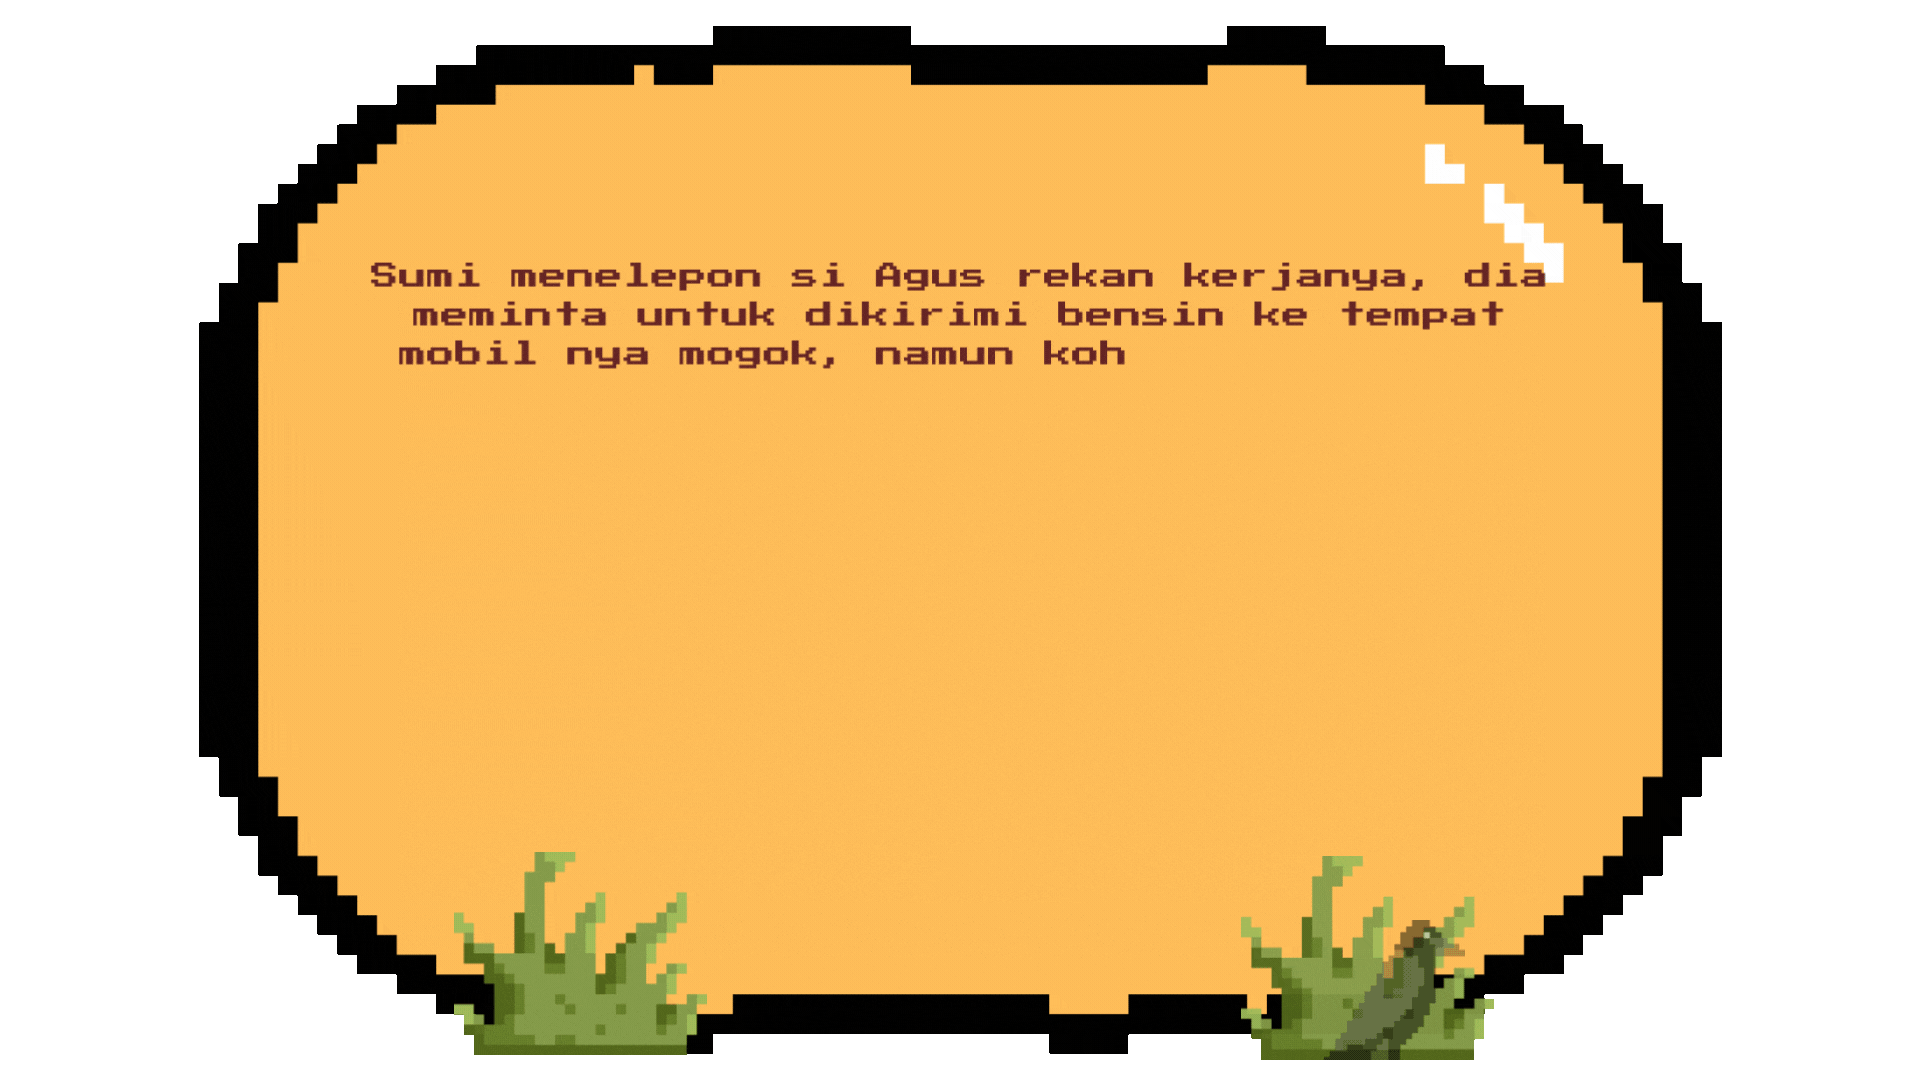 Sumi menelepon si Agus rekan kerjanya, dia
meminta untuk dikirimi bensin ke tempat
mobil nya mogok, namun koh